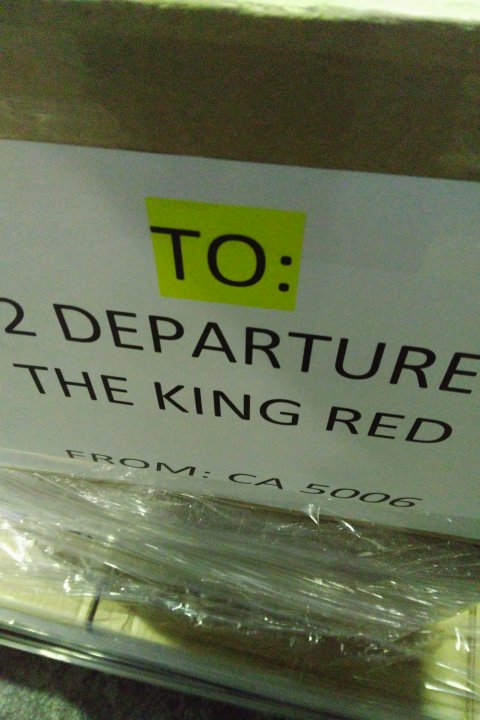 TO:
2 DEPARTURE
THE KING RED
FROM: CA 5006